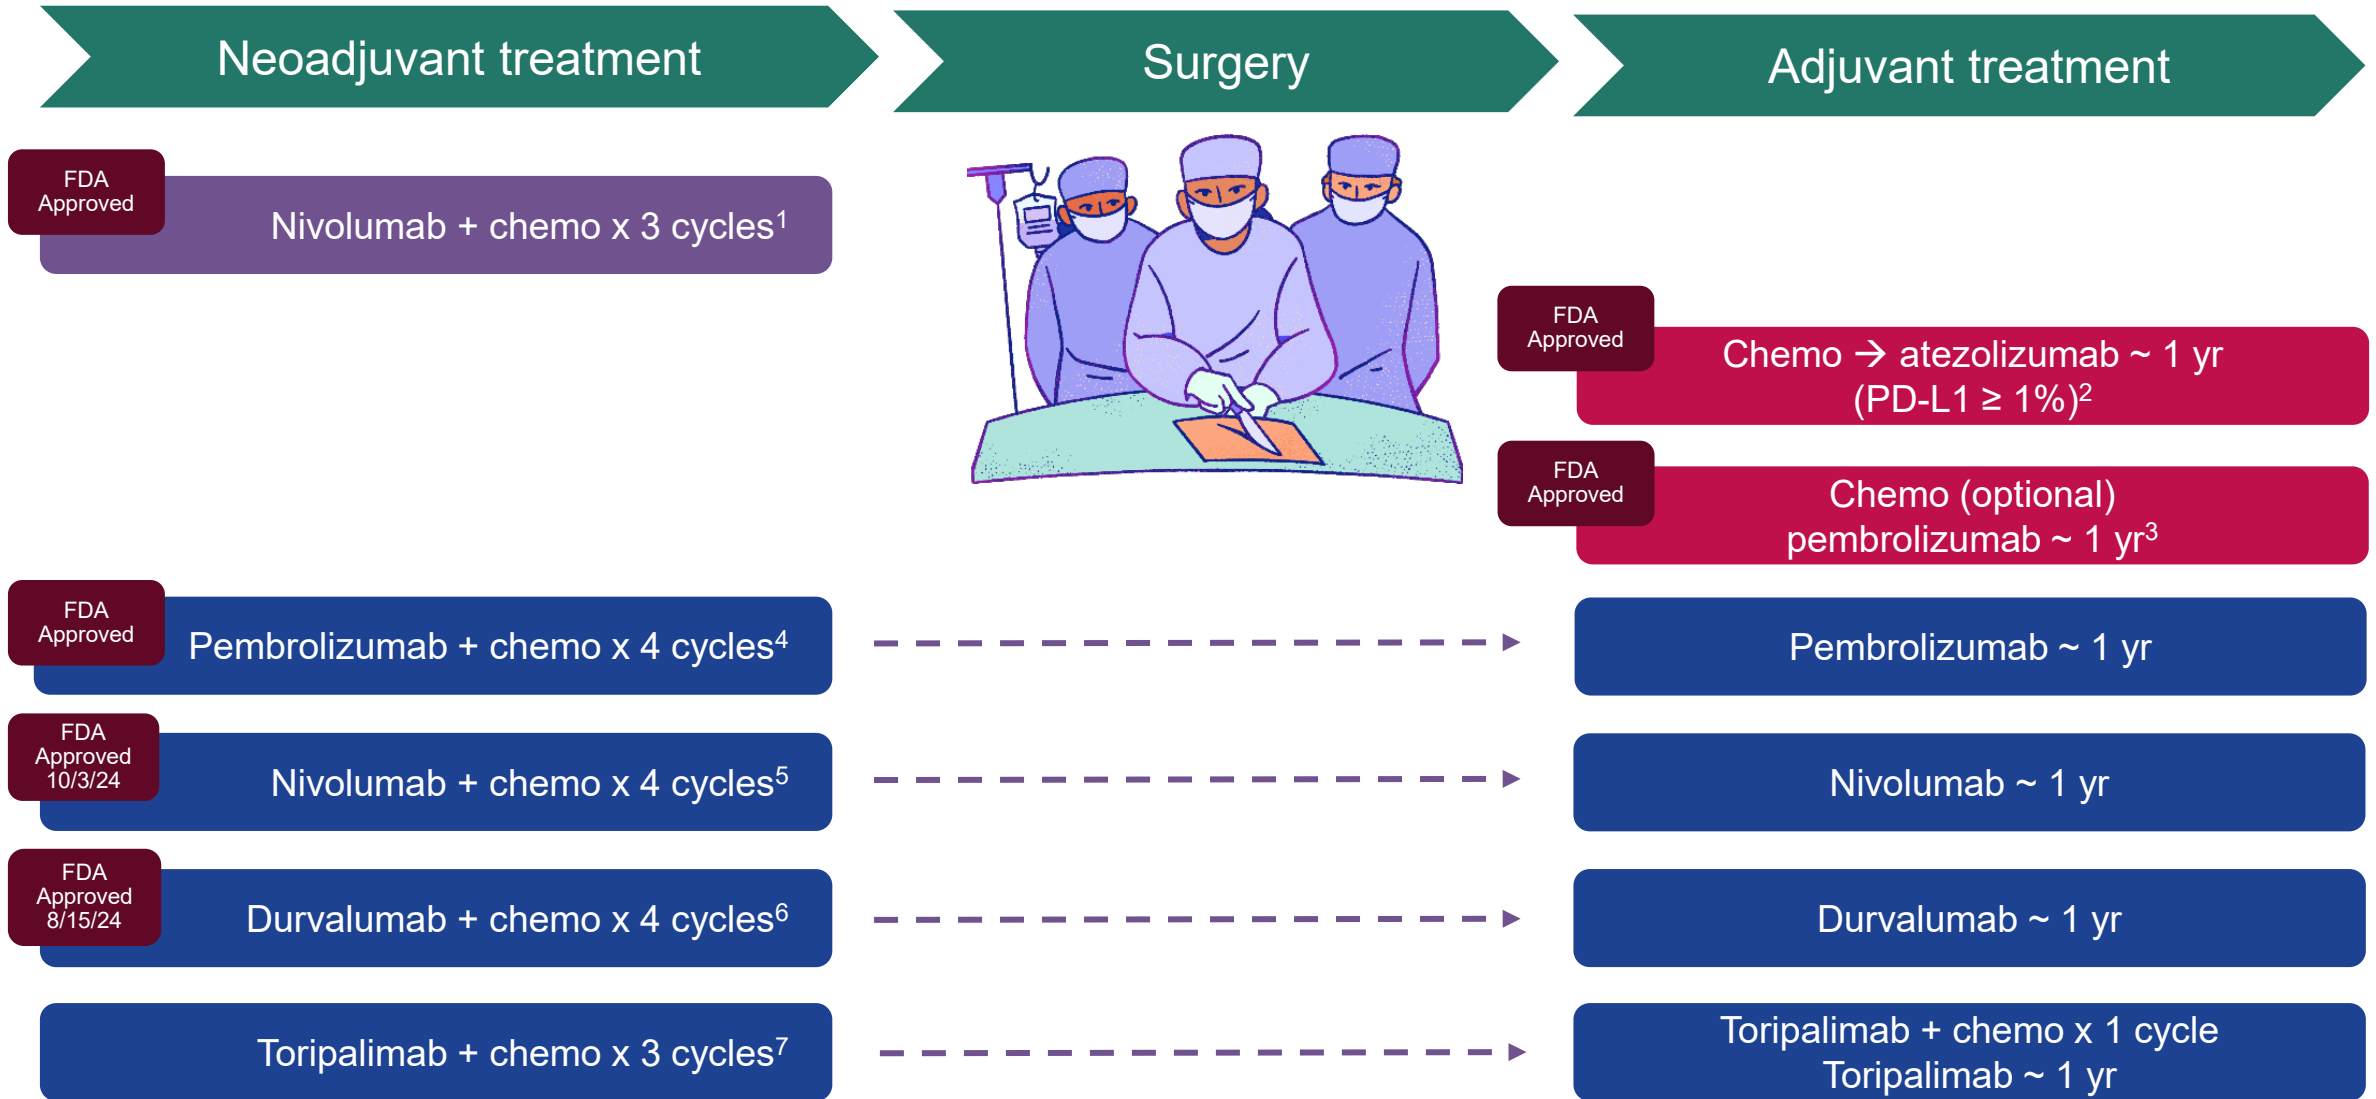 Neoadjuvant treatment
Surgery
Adjuvant treatment
FDA
Approved
Nivolumab + chemo x 3 cycles¹
FDA
Approved
Chemo → atezolizumab ~ 1 yr
(PD-L1 ≥ 1%)²
FDA
Approved
Chemo (optional)
pembrolizumab ~ 1 yr³
FDA
Approved
Pembrolizumab + chemo x 4 cycles⁴
Pembrolizumab ~ 1 yr
FDA
Approved
10/3/24
Nivolumab + chemo x 4 cycles⁵
Nivolumab ~ 1 yr
FDA
Approved
8/15/24
Durvalumab + chemo x 4 cycles⁶
Durvalumab ~ 1 yr
Toripalimab + chemo x 3 cycles⁷
Toripalimab + chemo x 1 cycle
Toripalimab ~ 1 yr